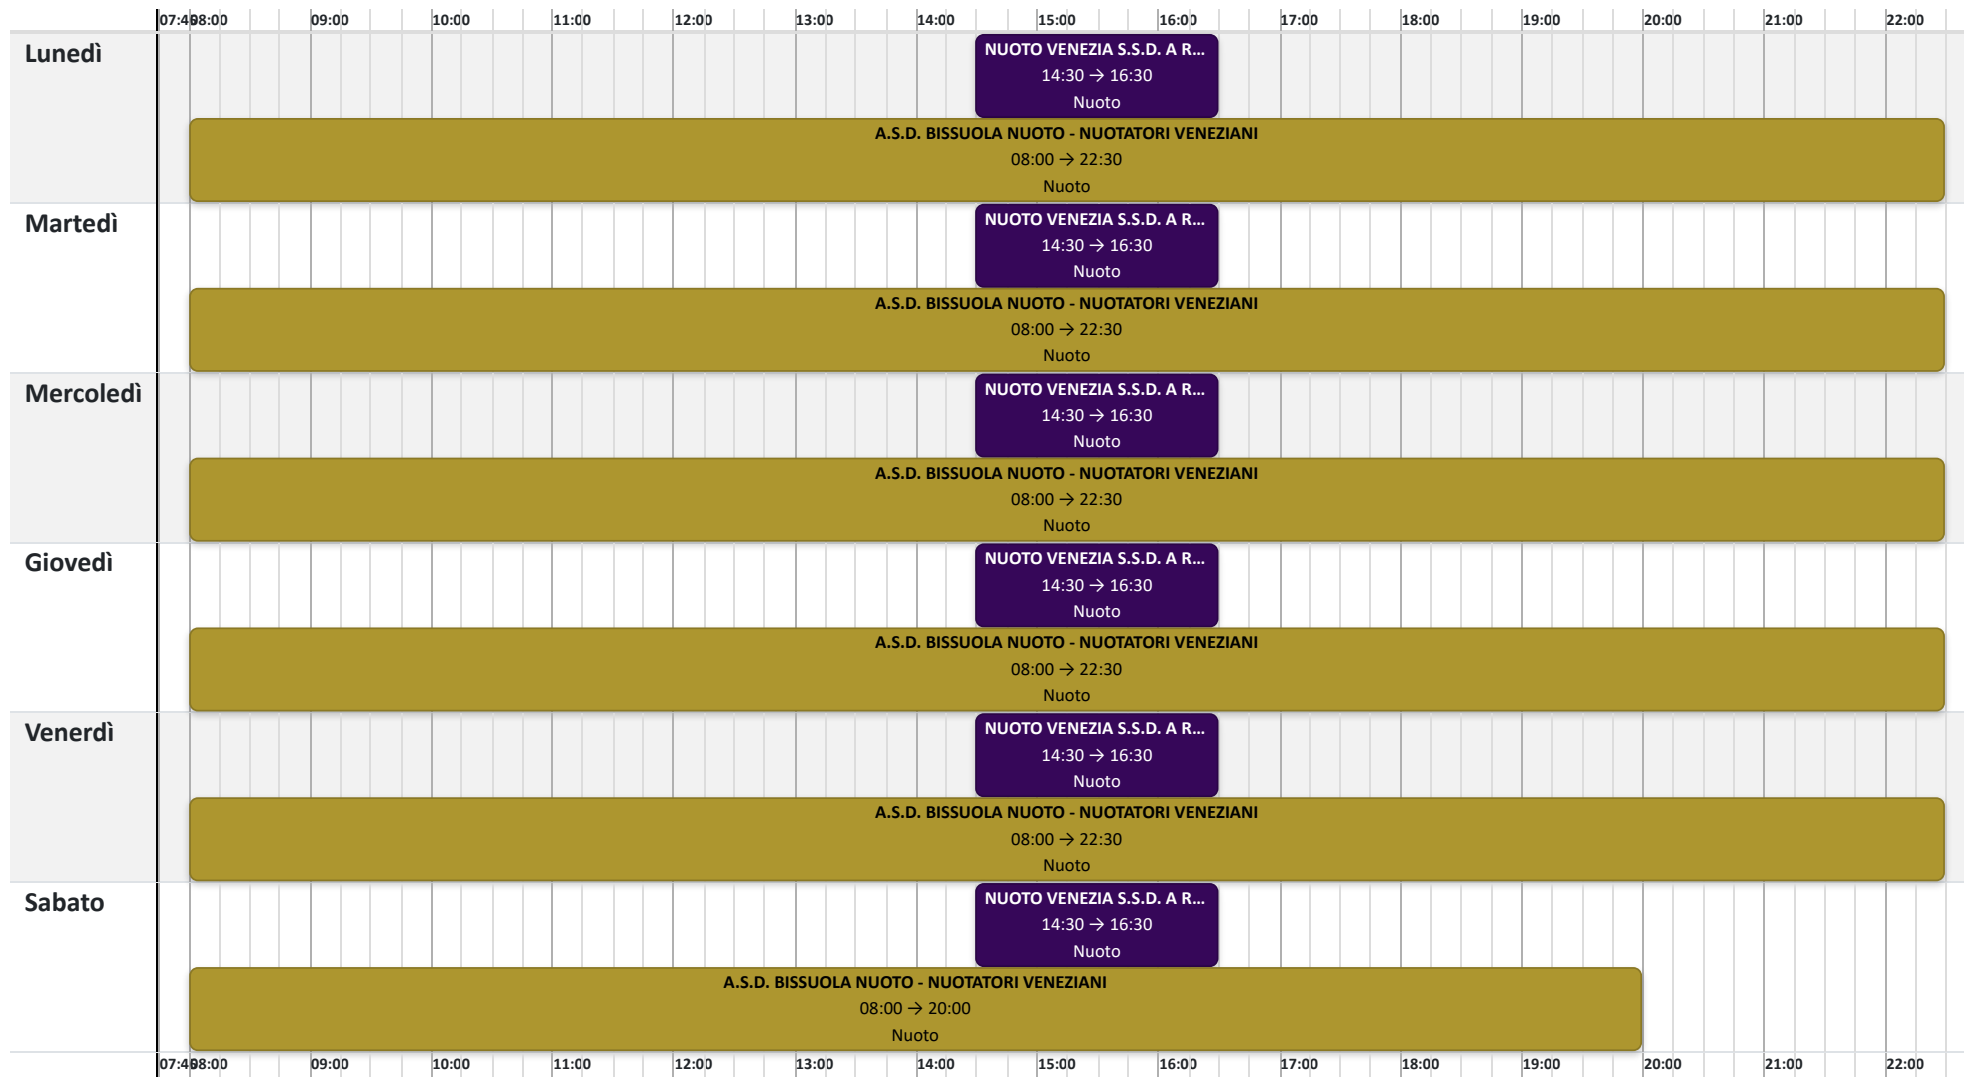 07:45 08:00 09:00 10:00 11:00 12:00 13:00 14:00 15:00 16:00 17:00 18:00 19:00 20:00 21:00 22:00
Lunedì
NUOTO VENEZIA S.S.D. A R...
14:30 → 16:30
Nuoto
A.S.D. BISSUOLA NUOTO - NUOTATORI VENEZIANI
08:00 → 22:30
Nuoto
Martedì
NUOTO VENEZIA S.S.D. A R...
14:30 → 16:30
Nuoto
A.S.D. BISSUOLA NUOTO - NUOTATORI VENEZIANI
08:00 → 22:30
Nuoto
Mercoledì
NUOTO VENEZIA S.S.D. A R...
14:30 → 16:30
Nuoto
A.S.D. BISSUOLA NUOTO - NUOTATORI VENEZIANI
08:00 → 22:30
Nuoto
Giovedì
NUOTO VENEZIA S.S.D. A R...
14:30 → 16:30
Nuoto
A.S.D. BISSUOLA NUOTO - NUOTATORI VENEZIANI
08:00 → 22:30
Nuoto
Venerdì
NUOTO VENEZIA S.S.D. A R...
14:30 → 16:30
Nuoto
A.S.D. BISSUOLA NUOTO - NUOTATORI VENEZIANI
08:00 → 22:30
Nuoto
Sabato
NUOTO VENEZIA S.S.D. A R...
14:30 → 16:30
Nuoto
A.S.D. BISSUOLA NUOTO - NUOTATORI VENEZIANI
08:00 → 20:00
Nuoto
07:45 08:00 09:00 10:00 11:00 12:00 13:00 14:00 15:00 16:00 17:00 18:00 19:00 20:00 21:00 22:00